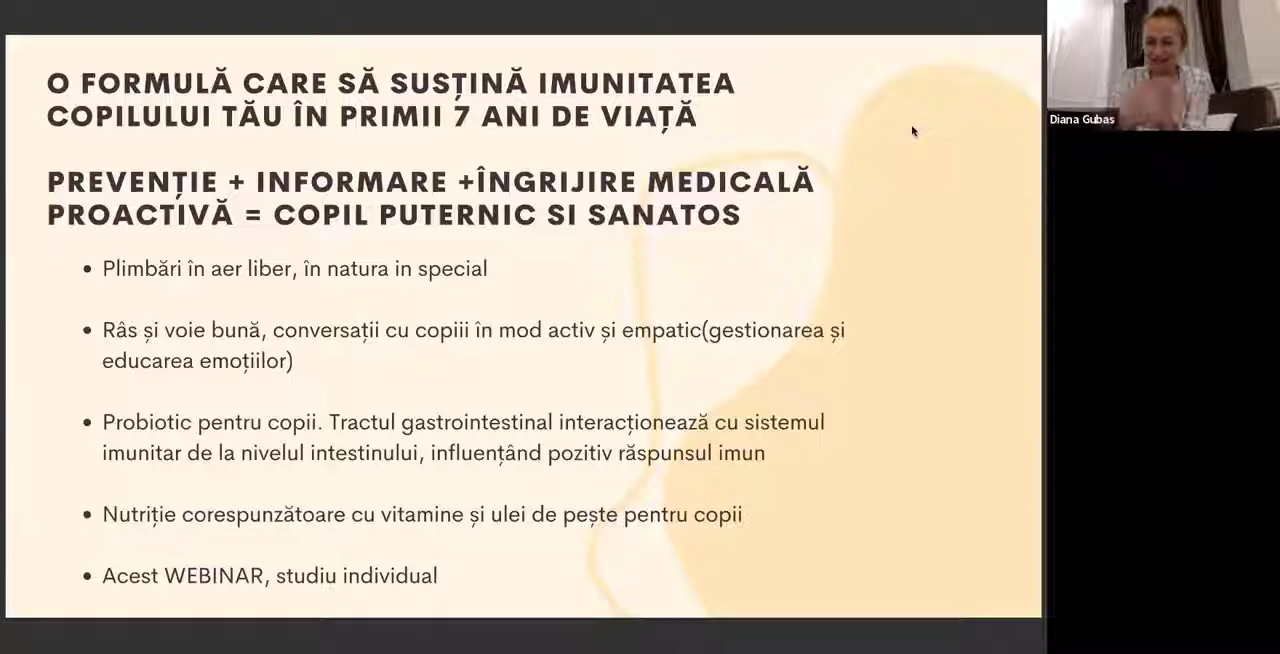 O FORMULĂ CARE SĂ SUSȚINĂ IMUNITATEA
COPILULUI TĂU ÎN PRIMII 7 ANI DE VIAȚĂ
PREVENȚIE + INFORMARE +ÎNGRIJIRE MEDICALĂ
PROACTIVĂ = COPIL PUTERNIC SI SANATOS
• Plimbări în aer liber, în natura in special
• Râs și voie bună, conversații cu copiii în mod activ și empatic(gestionarea și
educarea emoțiilor)
• Probiotic pentru copii. Tractul gastrointestinal interacționează cu sistemul
imunitar de la nivelul intestinului, influențând pozitiv răspunsul imun
• Nutriție corespunzătoare cu vitamine și ulei de pește pentru copii
• Acest WEBINAR, studiu individual
Diana Gubas